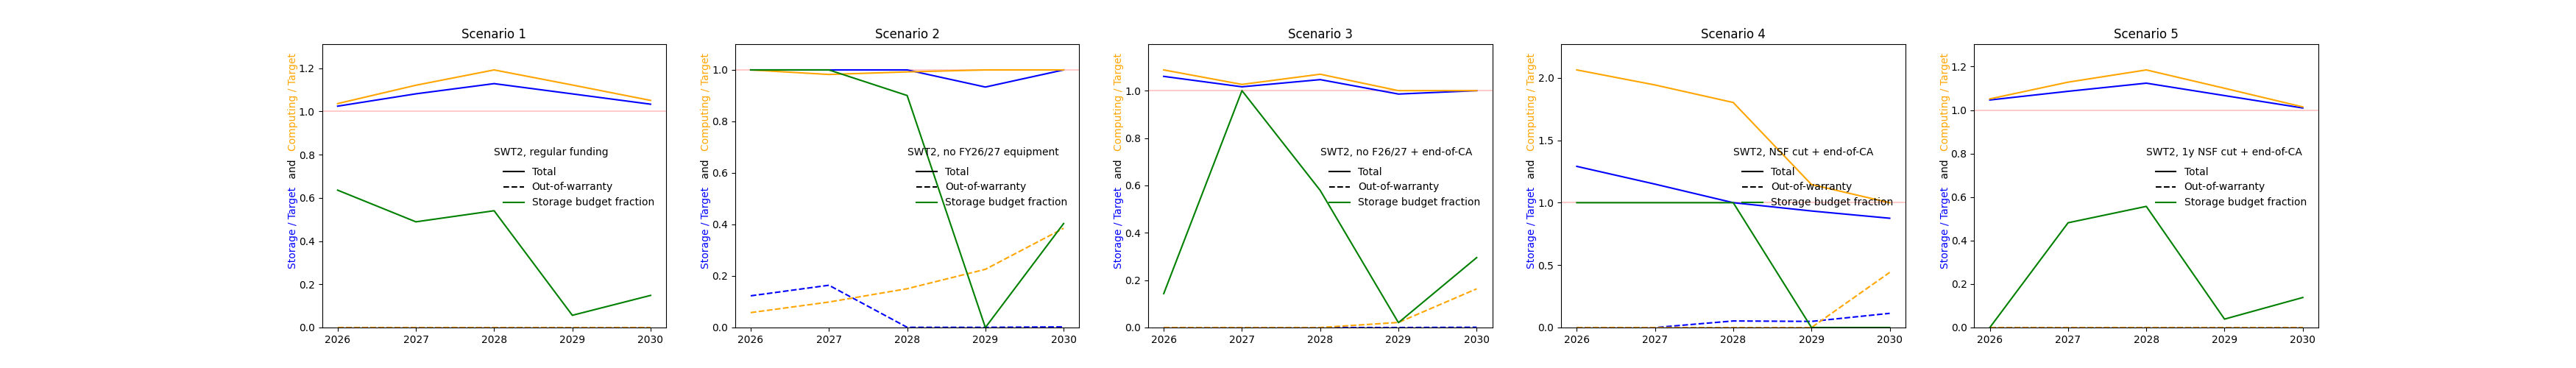 Scenario 1
Storage / Target and Computing / Target
1.2
1.0
0.8
0.6
0.4
0.2
0.0
SWT2, regular funding
Total
Out-of-warranty
Storage budget fraction
2026 2027 2028 2029 2030
Scenario 2
Storage / Target and Computing / Target
1.0
0.8
0.6
0.4
0.2
0.0
SWT2, no FY26/27 equipment
Total
Out-of-warranty
Storage budget fraction
2026 2027 2028 2029 2030
Scenario 3
Storage / Target and Computing / Target
1.0
0.8
0.6
0.4
0.2
0.0
SWT2, no F26/27 + end-of-CA
Total
Out-of-warranty
Storage budget fraction
2026 2027 2028 2029 2030
Scenario 4
Storage / Target and Computing / Target
2.0
1.5
1.0
0.5
0.0
SWT2, NSF cut + end-of-CA
Total
Out-of-warranty
Storage budget fraction
2026 2027 2028 2029 2030
Scenario 5
Storage / Target and Computing / Target
1.2
1.0
0.8
0.6
0.4
0.2
0.0
SWT2, 1y NSF cut + end-of-CA
Total
Out-of-warranty
Storage budget fraction
2026 2027 2028 2029 2030